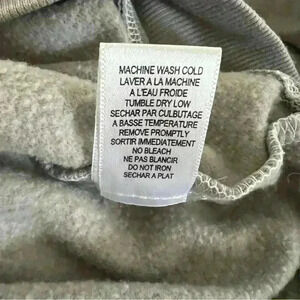 MACHINE WASH COLD
LAVER A LA MACHINE
A L'EAU FROIDE
TUMBLE DRY LOW
SECHAR PAR CULBUTAGE
A BASSE TEMPERATURE
REMOVE PROMPTLY
SORTIR IMMEDIATEMENT
NO BLEACH
NE PAS BLANCIR
DO NOT IRON
SECHAR A PLAT